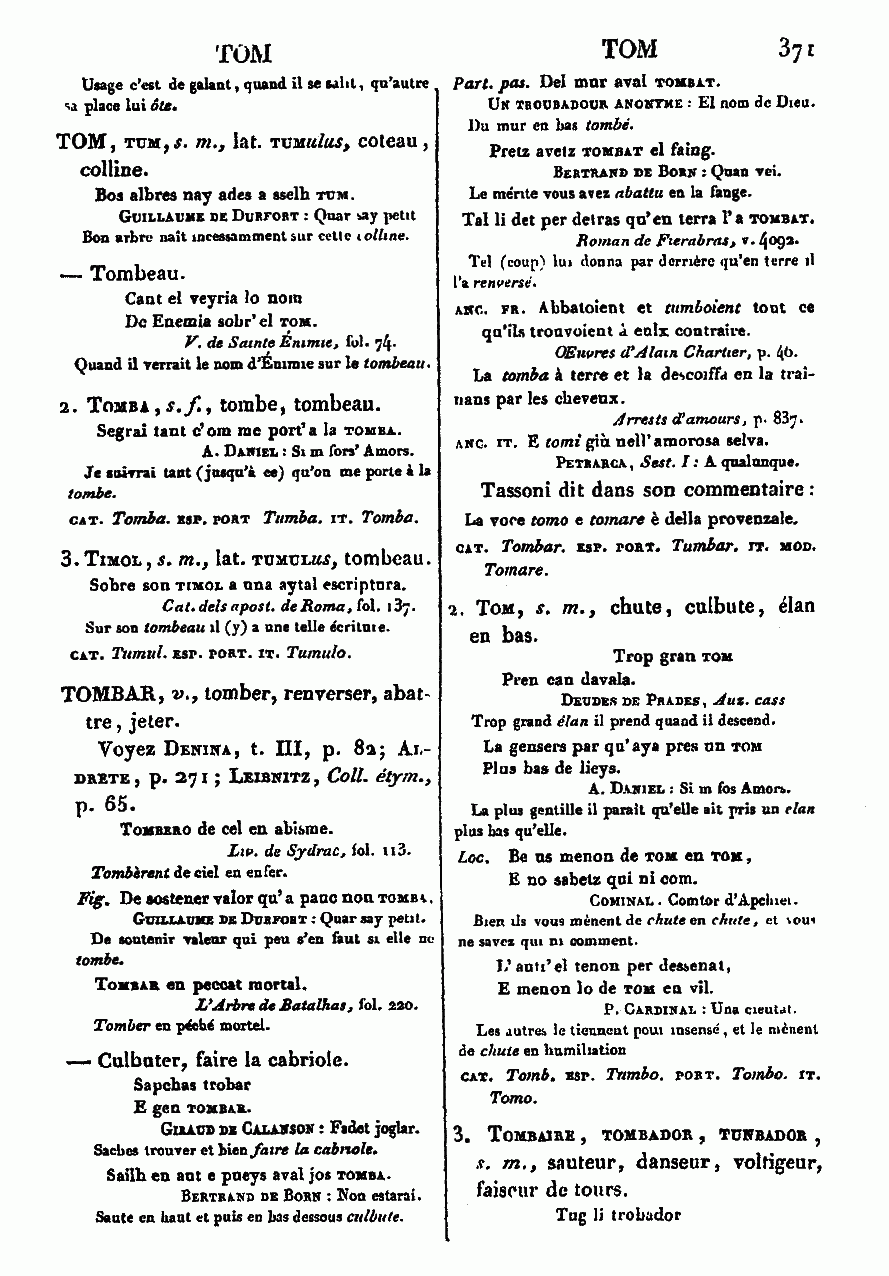 TOM
TOM 371
Usage c'est de galant, quand il se salit, qu'autre
sa place lui ôte.
TOM, TUM, s. m., lat. TUMulus, coteau,
colline.
Bos albres nay ades a sselh TUM.
GUILLAUME DE DURFORT : Quar say petit
Bon arbre naît incessamment sur cette colline.
— Tombeau.
Cant el veyria lo nom
De Enemia sobr' el TOM.
V. de Sainte Énimie, fol. 74.
Quand il verrait le nom d'Énimie sur le tombeau.
2. TOMBA, s. f., tombe, tombeau.
Segrai tant c'om me port' a la TOMBA.
A. DANIEL : Si m fors' Amors.
Je suivrai tant (jusqu'à ce) qu'on me porte à la
tombe.
CAT. Tomba. ESP. PORT Tumba. IT. Tomba.
3. TIMOL, s. m., lat. TUMULus, tombeau.
Sobre son TIMOL a una aytal escriptura.
Cat. dels apost. de Roma, fol. 137.
Sur son tombeau il (y) a une telle écriture.
CAT. Tumul. ESP. PORT. IT. Tumulo.
TOMBAR, v., tomber, renverser, abat-
tre, jeter.
Voyez DENINA, t. III, p. 82; AL-
DRETE, p. 271; LEIBNITZ, Coll. étym.,
p. 65.
TOMBERO de cel en abisme.
Liv. de Sydrac, fol. 113.
Tombèrent de ciel en enfer.
Fig. De sostener valor qu' a pauc non TOMBA.
GUILLAUME DE DURFORT : Quar say petit.
De soutenir valeur qui peu s'en faut si elle ne
tombe.
TOMBAR en peccat mortal.
L'Arbre de Batalhas, fol. 220.
Tomber en péché mortel.
— Culbuter, faire la cabriole.
Sapchas trobar
E gen TOMBAR.
GIRAUD DE CALANSON : Fadet joglar.
Saches trouver et bien faire la cabriole.
Sailh en aut e pueys aval jos TOMBA.
BERTRAND DE BORN : Non estarai.
Saute en haut et puis en bas dessous culbute.
Part. pas. Del mur aval TOMBAT.
UN TROUBADOUR ANONYME : El nom de Dieu.
Du mur en bas tombé.
Pretz avetz TOMBAT el faing.
BERTRAND DE BORN : Quan vei.
Le mérite vous avez abattu en la fange.
Tal li det per detras qu'en terra l'a TOMBAT.
Roman de Fierabras, v. 4092.
Tel (coup) lui donna par derrière qu'en terre il
l'a renversé.
ANC. FR. Abbatoient et tumboient tout ce
qu'ils trouvoient à eulx contraire.
Œuvres d'Alain Chartier, p. 46.
La tomba à terre et la descoiffa en la traî-
nans par les cheveux.
Arrests d'amours, p. 837.
ANC. IT. E tomi già nell' amorosa selva.
PETRARCA, Sest. I : A qualunque.
Tassoni dit dans son commentaire :
La voce tomo e tomare è della provenzale.
CAT. Tombar. ESP. PORT. Tumbar. IT. MOD.
Tomare.
2. TOM, s. m., chute, culbute, élan
en bas.
Trop gran TOM
Pren can davala.
DEUDES DE PRADES, Auz. cass
Trop grand élan il prend quand il descend.
La gensers par qu' aya pres un TOM
Plus bas de lieys.
A. DANIEL : Si m fos Amors.
La plus gentille il parait qu'elle ait pris un elan
plus bas qu'elle.
Loc. Be us menon de TOM en TOM,
E no sabetz qui ni com.
COMINAL. Comtor d'Apchier.
Bien ils vous mènent de chute en chute, et vous
ne savez qui ni comment.
L'autr' el tenon per dessenat,
E menon lo de TOM en vil.
P. CARDINAL : Una cieutat.
Les autres le tiennent pour insensé, et le mènent
de chute en humiliation
CAT. Tomb. ESP. Tumbo. PORT. Tombo. IT.
Tomo.
3. TOMBAIRE, TOMBADOR, TUNBADOR,
s. m., sauteur, danseur, voltigeur,
faiseur de tours.
Tug li trobador